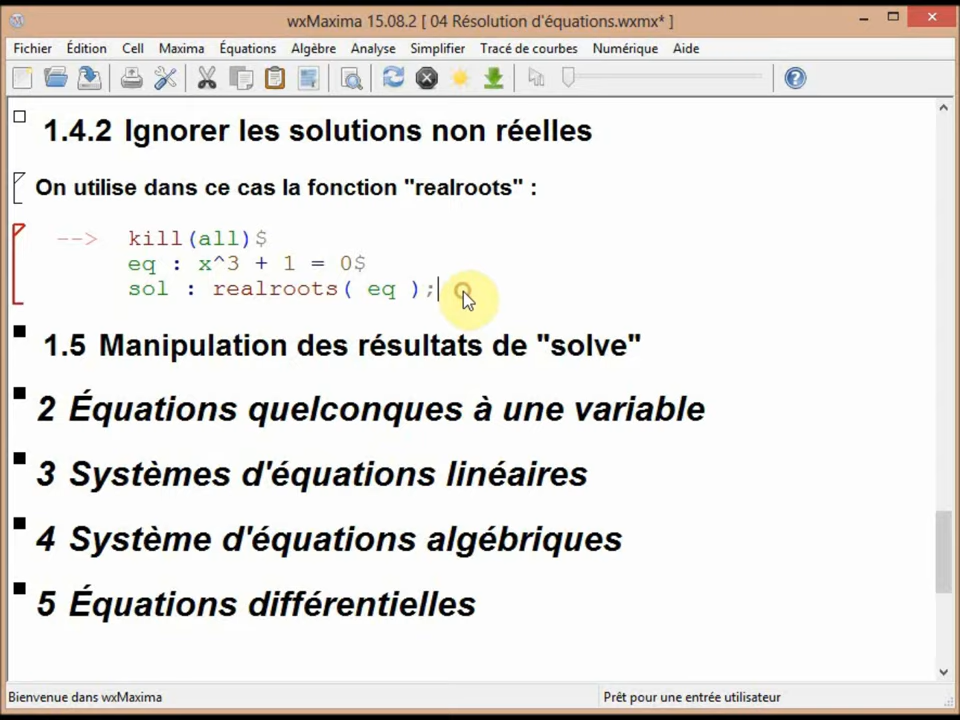 wxMaxima 15.08.2 [ 04 Résolution d'équations.wxmx* ]
Fichier Édition Cell Maxima Équations Algèbre Analyse Simplifier Tracé de courbes Numérique Aide
1.4.2 Ignorer les solutions non réelles
On utilise dans ce cas la fonction "realroots" :
--> kill(all)$
eq : x^3 + 1 = 0$
sol : realroots( eq );
1.5 Manipulation des résultats de "solve"
2 Équations quelconques à une variable
3 Systèmes d'équations linéaires
4 Système d'équations algébriques
5 Équations différentielles
Bienvenue dans wxMaxima Prêt pour une entrée utilisateur